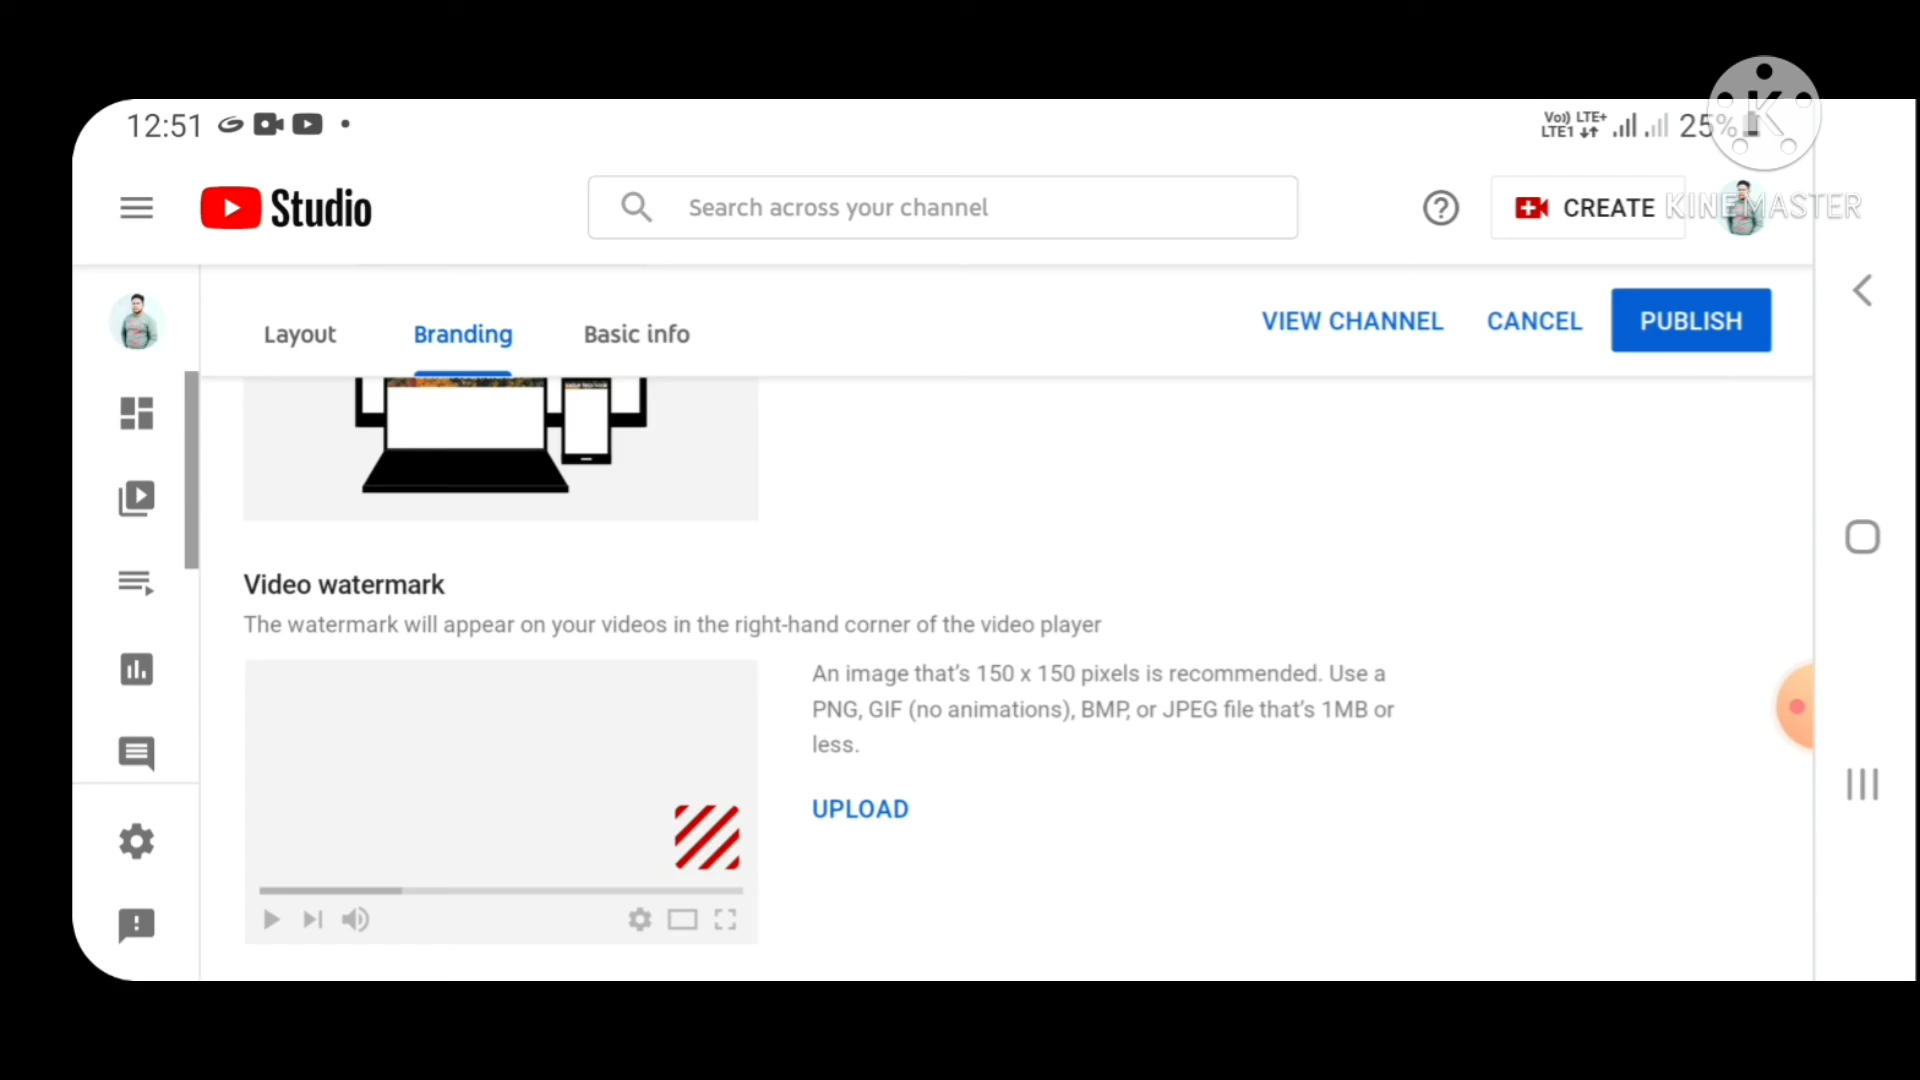 12:51
Vo)) LTE+
LTE1
25%
K
KINEMASTER
Studio
Search across your channel
CREATE
Layout
Branding
Basic info
VIEW CHANNEL
CANCEL
PUBLISH
Video watermark
The watermark will appear on your videos in the right-hand corner of the video player
An image that's 150 x 150 pixels is recommended. Use a
PNG, GIF (no animations), BMP, or JPEG file that's 1MB or
less.
UPLOAD